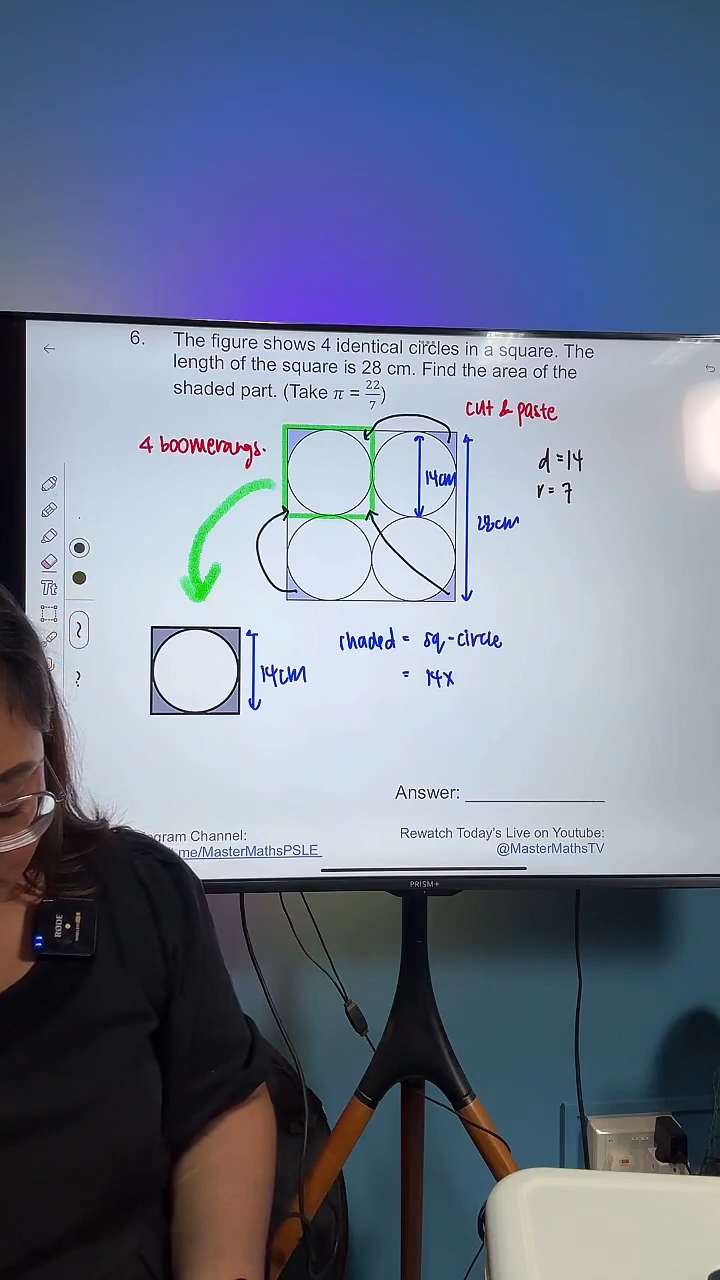 6. The figure shows 4 identical circles in a square. The
length of the square is 28 cm. Find the area of the
shaded part. (Take π = 22/7)
cut & paste
4 boomerangs.
d = 14
r = 7
14cm
28cm
shaded = sq - circle
= 14x
14cm
Tt
?
Answer:
gram Channel:
.me/MasterMathsPSLE
Rewatch Today's Live on Youtube:
@MasterMathsTV
PRISM+
RODE